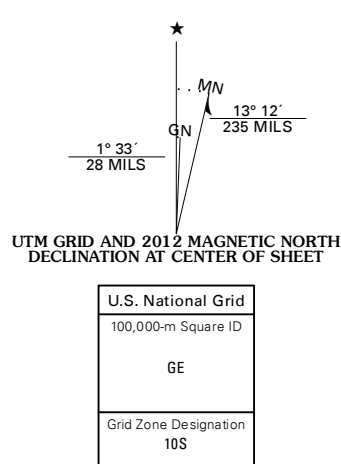 ★
MN
GN
13° 12´
235 MILS
1° 33´
28 MILS
UTM GRID AND 2012 MAGNETIC NORTH
DECLINATION AT CENTER OF SHEET
U.S. National Grid
100,000-m Square ID
GE
Grid Zone Designation
10S